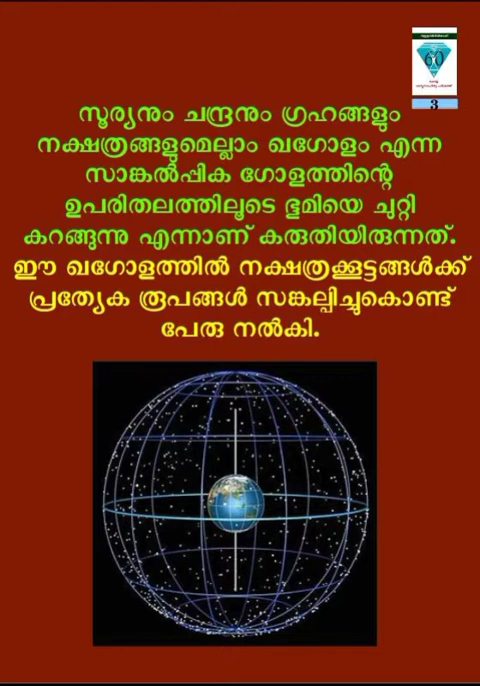 60
3
സൂര്യനും ചന്ദ്രനും ഗ്രഹങ്ങളും
നക്ഷത്രങ്ങളുമെല്ലാം ഖഗോളം എന്ന
സാങ്കൽപ്പിക ഗോളത്തിന്റെ
ഉപരിതലത്തിലൂടെ ഭൂമിയെ ചുറ്റി
കറങ്ങുന്നു എന്നാണ് കരുതിയിരുന്നത്.
ഈ ഖഗോളത്തിൽ നക്ഷത്രക്കൂട്ടങ്ങൾക്ക്
പ്രത്യേക രൂപങ്ങൾ സങ്കല്പിച്ചുകൊണ്ട്
പേരു നൽകി.